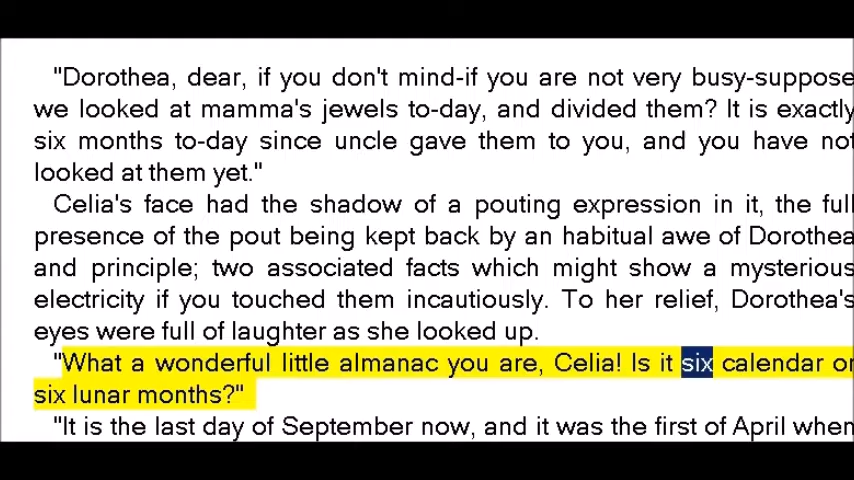 "Dorothea, dear, if you don't mind-if you are not very busy-suppose
we looked at mamma's jewels to-day, and divided them? It is exactly
six months to-day since uncle gave them to you, and you have not
looked at them yet."
Celia's face had the shadow of a pouting expression in it, the full
presence of the pout being kept back by an habitual awe of Dorothea
and principle; two associated facts which might show a mysterious
electricity if you touched them incautiously. To her relief, Dorothea's
eyes were full of laughter as she looked up.
"What a wonderful little almanac you are, Celia! Is it six calendar or
six lunar months?"
"It is the last day of September now, and it was the first of April when